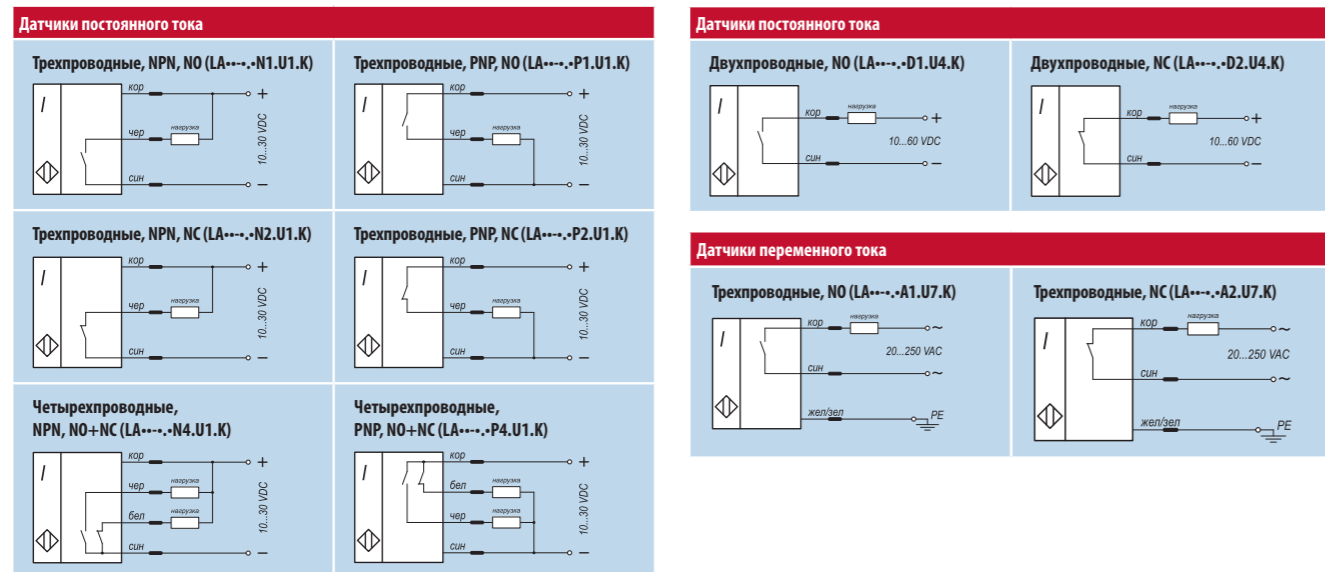 Датчики постоянного тока
Трехпроводные, NPN, NO (LA••-•.•N1.U1.K)
I
кор
+
чер
нагрузка
10...30 VDC
син
−
Трехпроводные, PNP, NO (LA••-•.•P1.U1.K)
I
кор
+
чер
нагрузка
10...30 VDC
син
−
Трехпроводные, NPN, NC (LA••-•.•N2.U1.K)
I
кор
+
чер
нагрузка
10...30 VDC
син
−
Трехпроводные, PNP, NC (LA••-•.•P2.U1.K)
I
кор
+
чер
нагрузка
10...30 VDC
син
−
Четырехпроводные,
NPN, NO+NC (LA••-•.•N4.U1.K)
I
кор
+
чер
нагрузка
бел
нагрузка
10...30 VDC
син
−
Четырехпроводные,
PNP, NO+NC (LA••-•.•P4.U1.K)
I
кор
+
бел
нагрузка
чер
нагрузка
10...30 VDC
син
−
Датчики постоянного тока
Двухпроводные, NO (LA••-•.•D1.U4.K)
I
кор
нагрузка
+
10...60 VDC
син
−
Двухпроводные, NC (LA••-•.•D2.U4.K)
I
кор
нагрузка
+
10...60 VDC
син
−
Датчики переменного тока
Трехпроводные, NO (LA••-•.•A1.U7.K)
I
кор
нагрузка
~
20...250 VAC
син
~
жел/зел
PE
Трехпроводные, NC (LA••-•.•A2.U7.K)
I
кор
нагрузка
~
20...250 VAC
син
~
жел/зел
PE